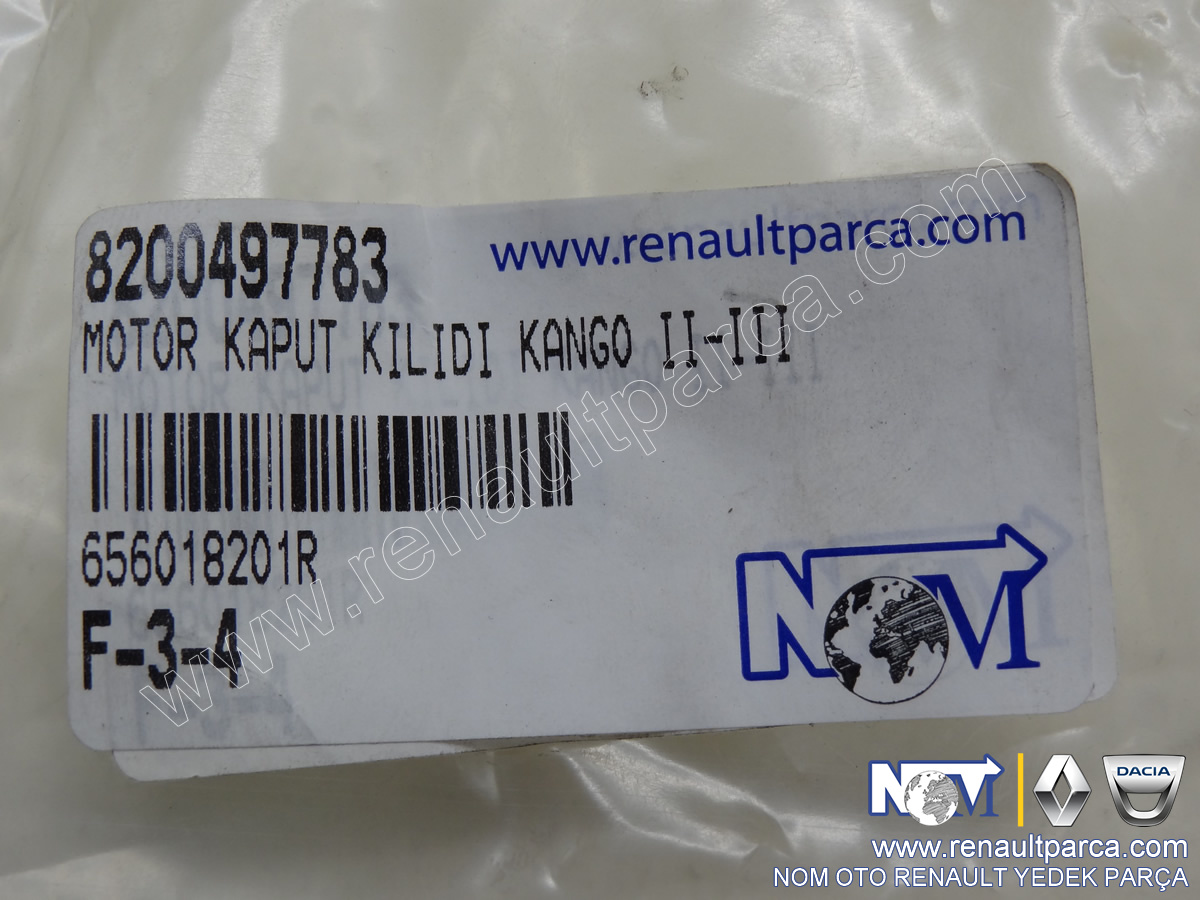 8200497783
www.renaultparca.com
MOTOR KAPUT KILIDI KANGO II-III
656018201R
F-3-4
NOM
www.renaultparca.com
NOM
DACIA
www.renaultparca.com
NOM OTO RENAULT YEDEK PARÇA